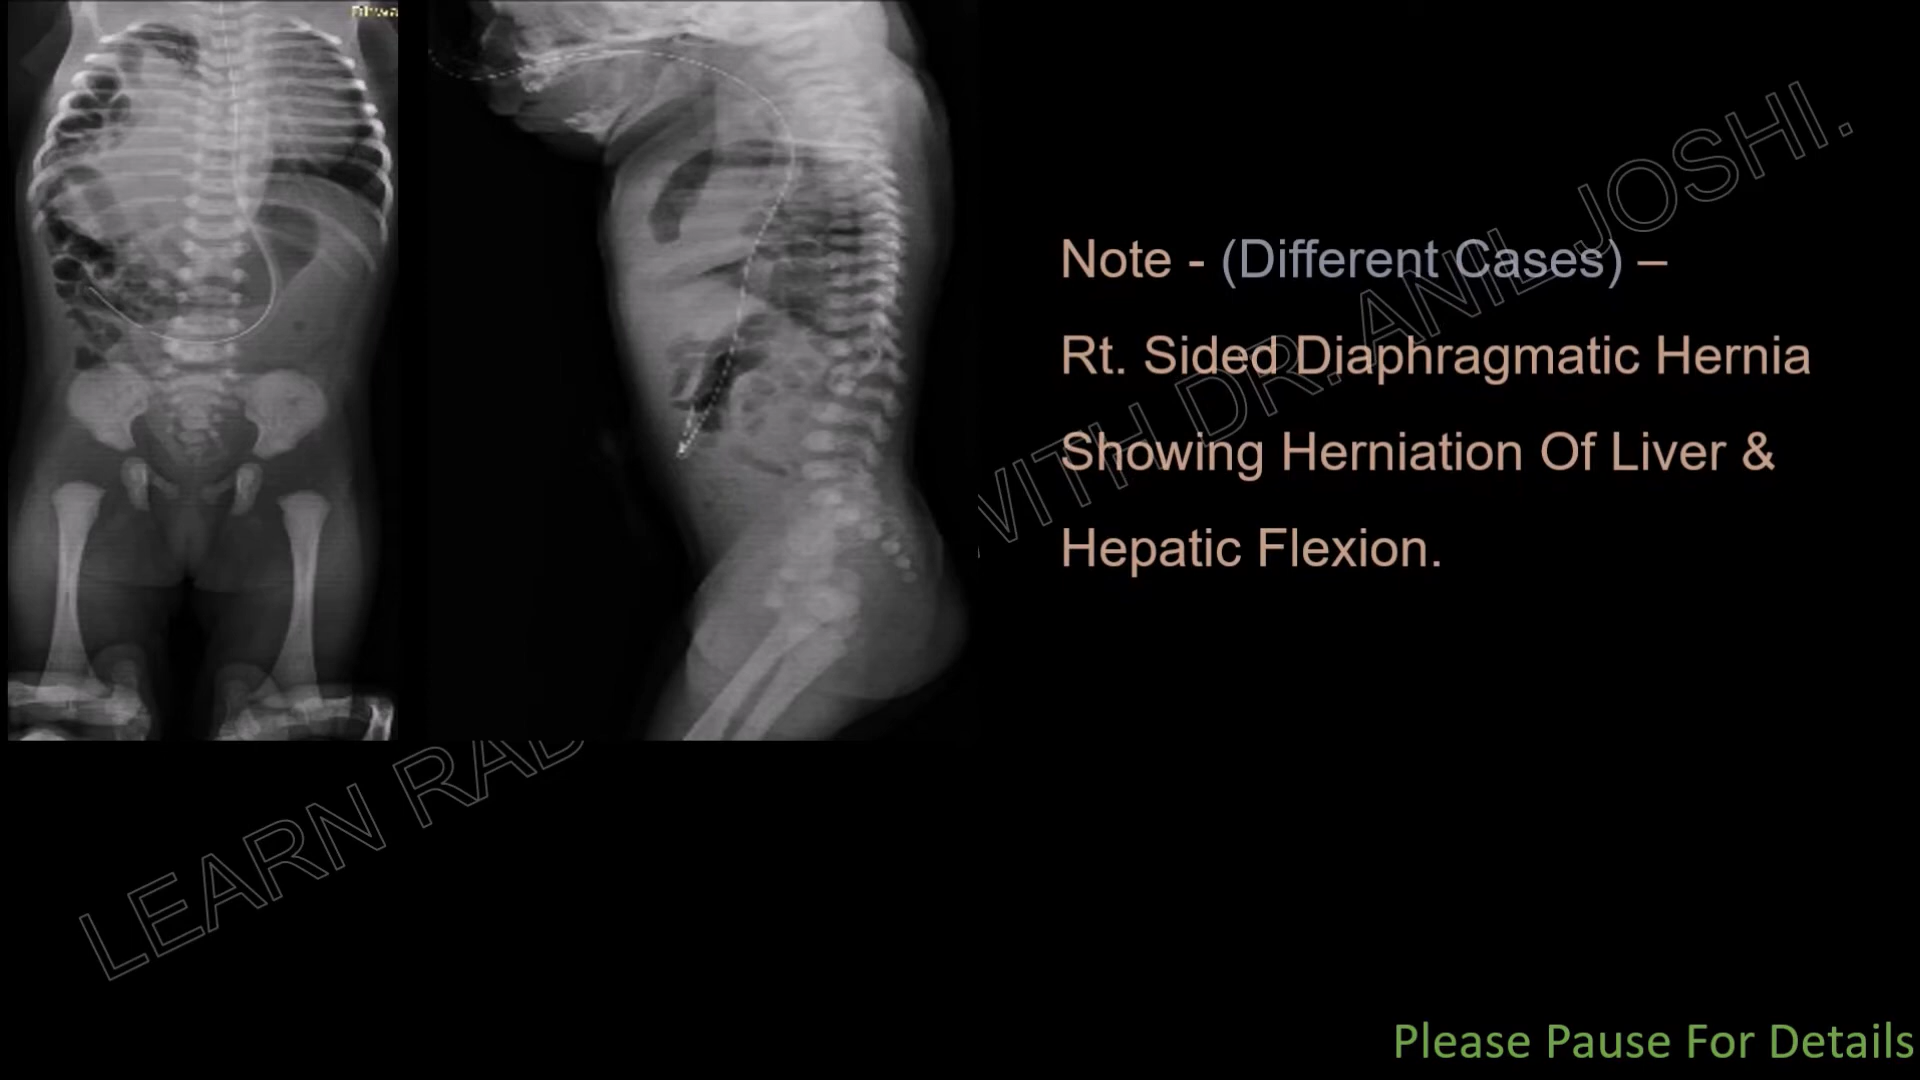 Note - (Different Cases) –
Rt. Sided Diaphragmatic Hernia
Showing Herniation Of Liver &
Hepatic Flexion.
LEARN RAD
WITH DR. ANIL JOSHI.
Please Pause For Details